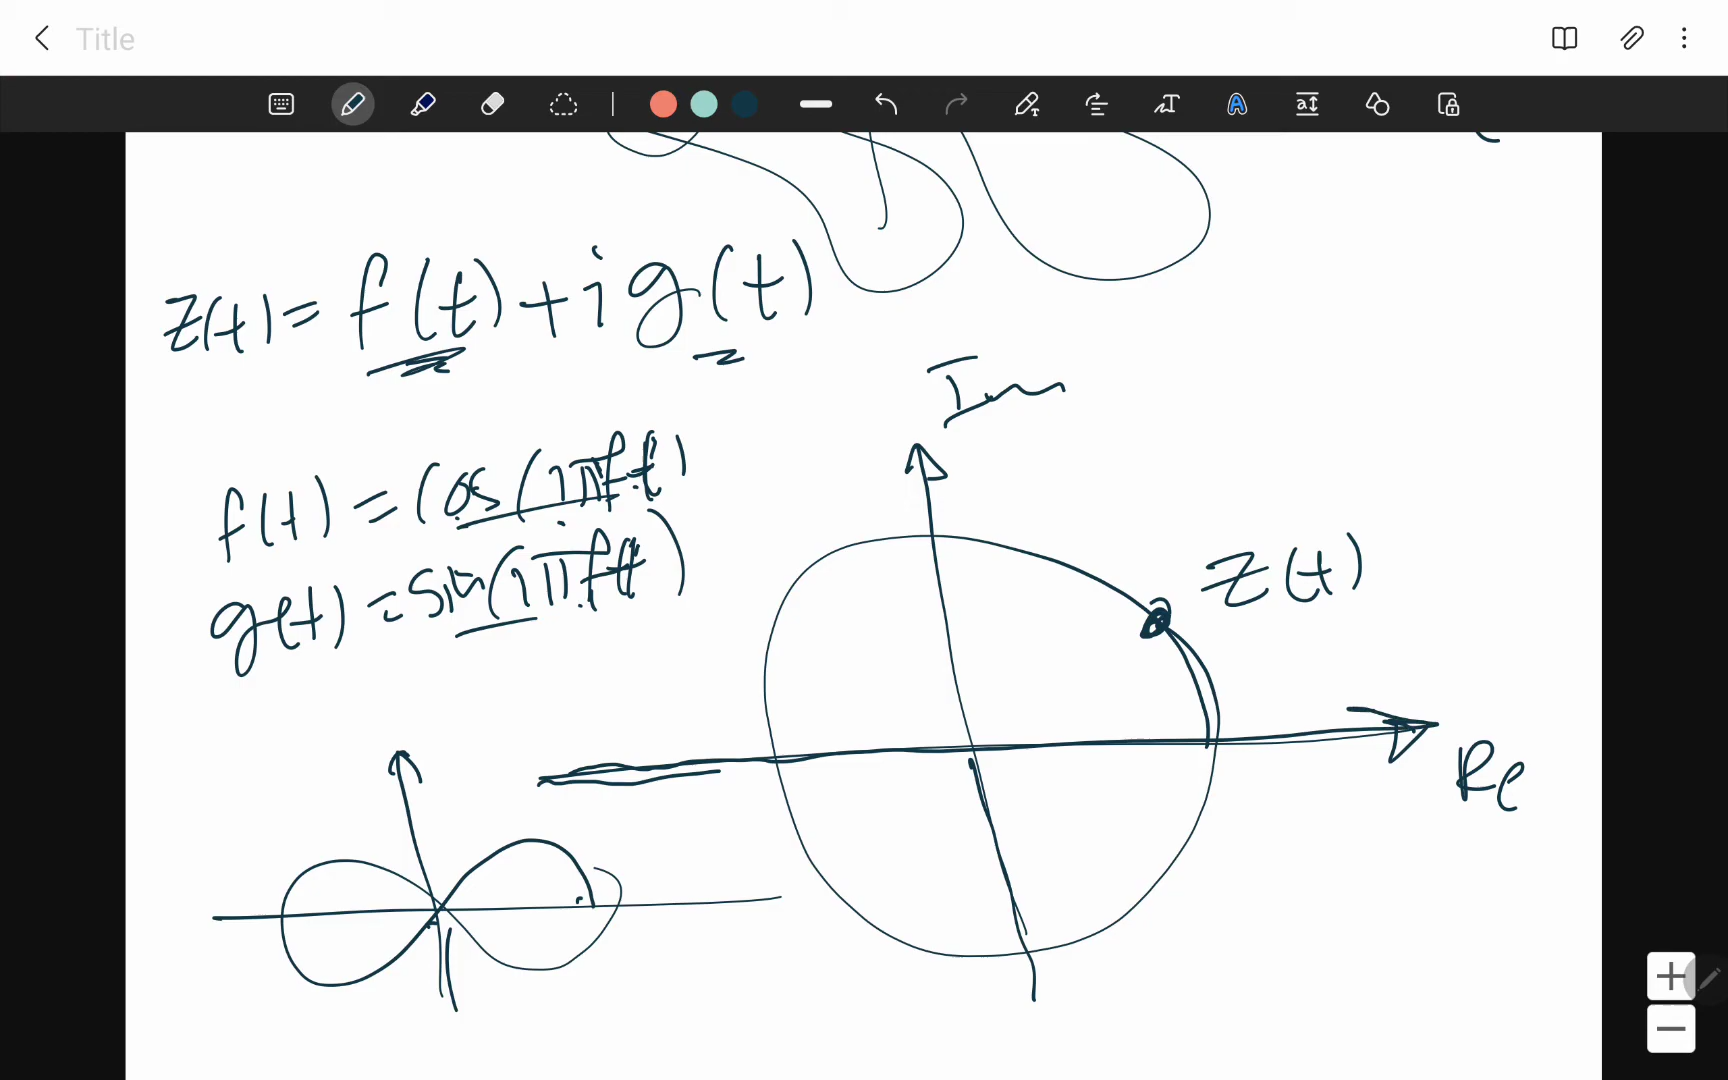 Title
z(t) = f(t) + i g(t)
Im
f(t) = cos(2πft)
g(t) = sin(2πft)
z(t)
Re